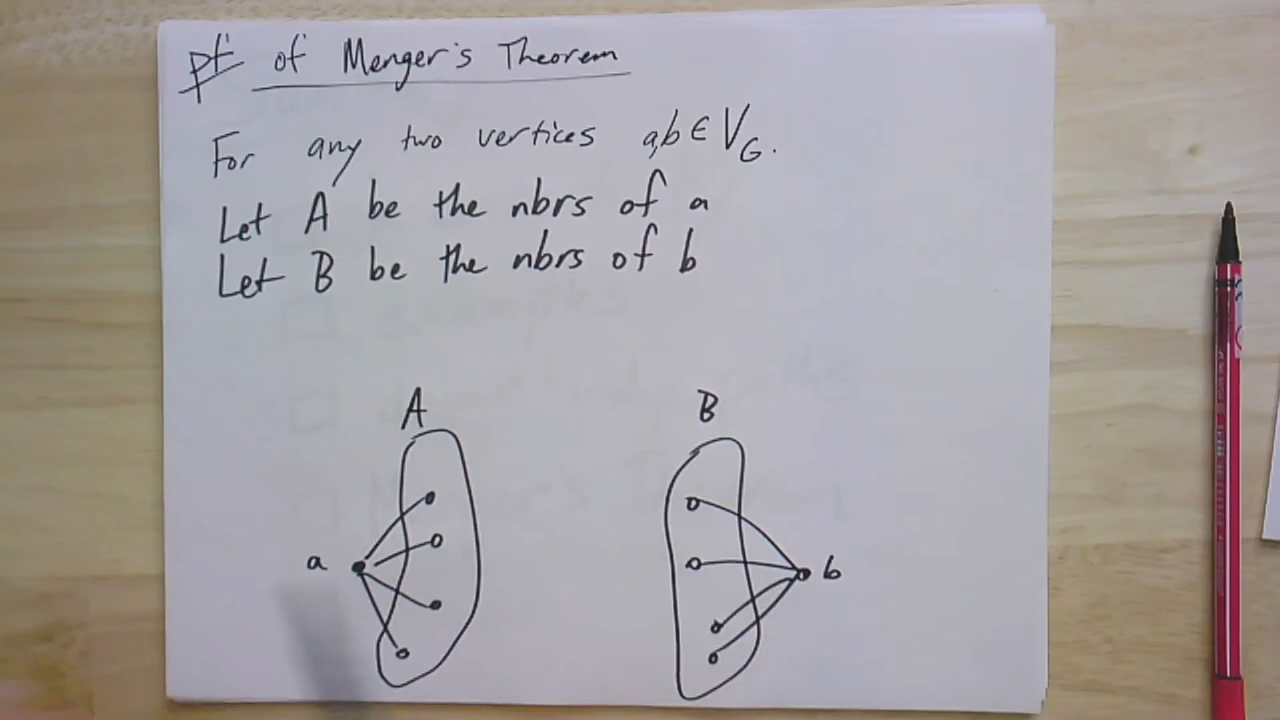 pf of Menger's Theorem
For any two vertices a,b ∈ V_G.
Let A be the nbrs of a
Let B be the nbrs of b
A B
a b